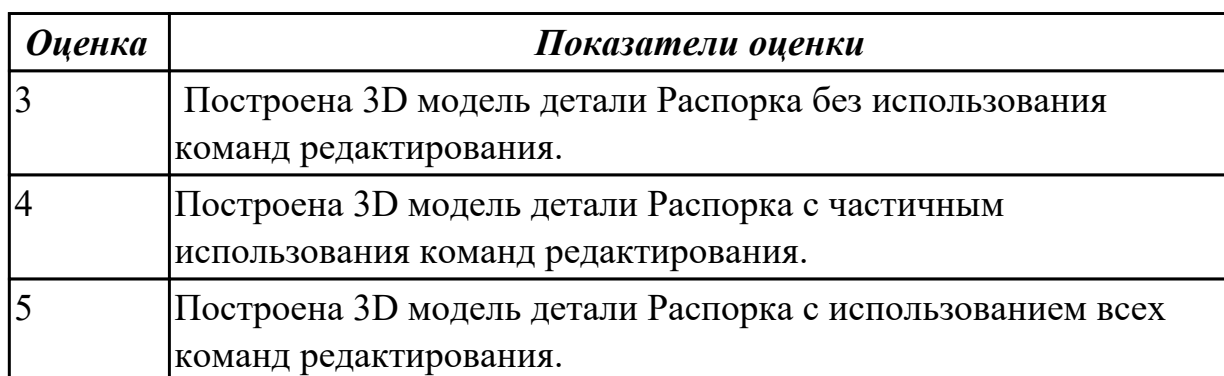 Оценка Показатели оценки
3 Построена 3D модель детали Распорка без использования
команд редактирования.
4 Построена 3D модель детали Распорка с частичным
использования команд редактирования.
5 Построена 3D модель детали Распорка с использованием всех
команд редактирования.